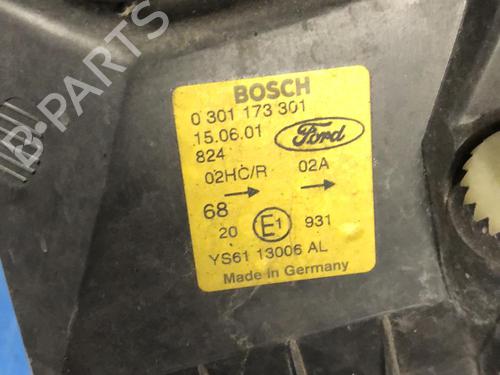 B-PARTS
BOSCH
0 301 173 301
15.06.01
Ford
824
02HC/R 02A
→ →
68
20 E1 931
YS61 13006 AL
Made in Germany